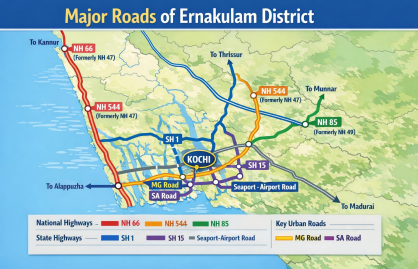 Major Roads of Ernakulam District
To Kannur
NH 66
(Formerly NH 47)
To Thrissur
NH 544
(Formerly NH 47)
To Munnar
NH 544
(Formerly NH 47)
NH 85
(Formerly NH 49)
SH 1
KOCHI
SH 15
To Alappuzha
MG Road
Seaport-Airport Road
SA Road
To Madurai
National Highways
NH 66
NH 544
NH 85
Key Urban Roads
State Highways
SH 1
SH 15
Seaport-Airport Road
MG Road
SA Road